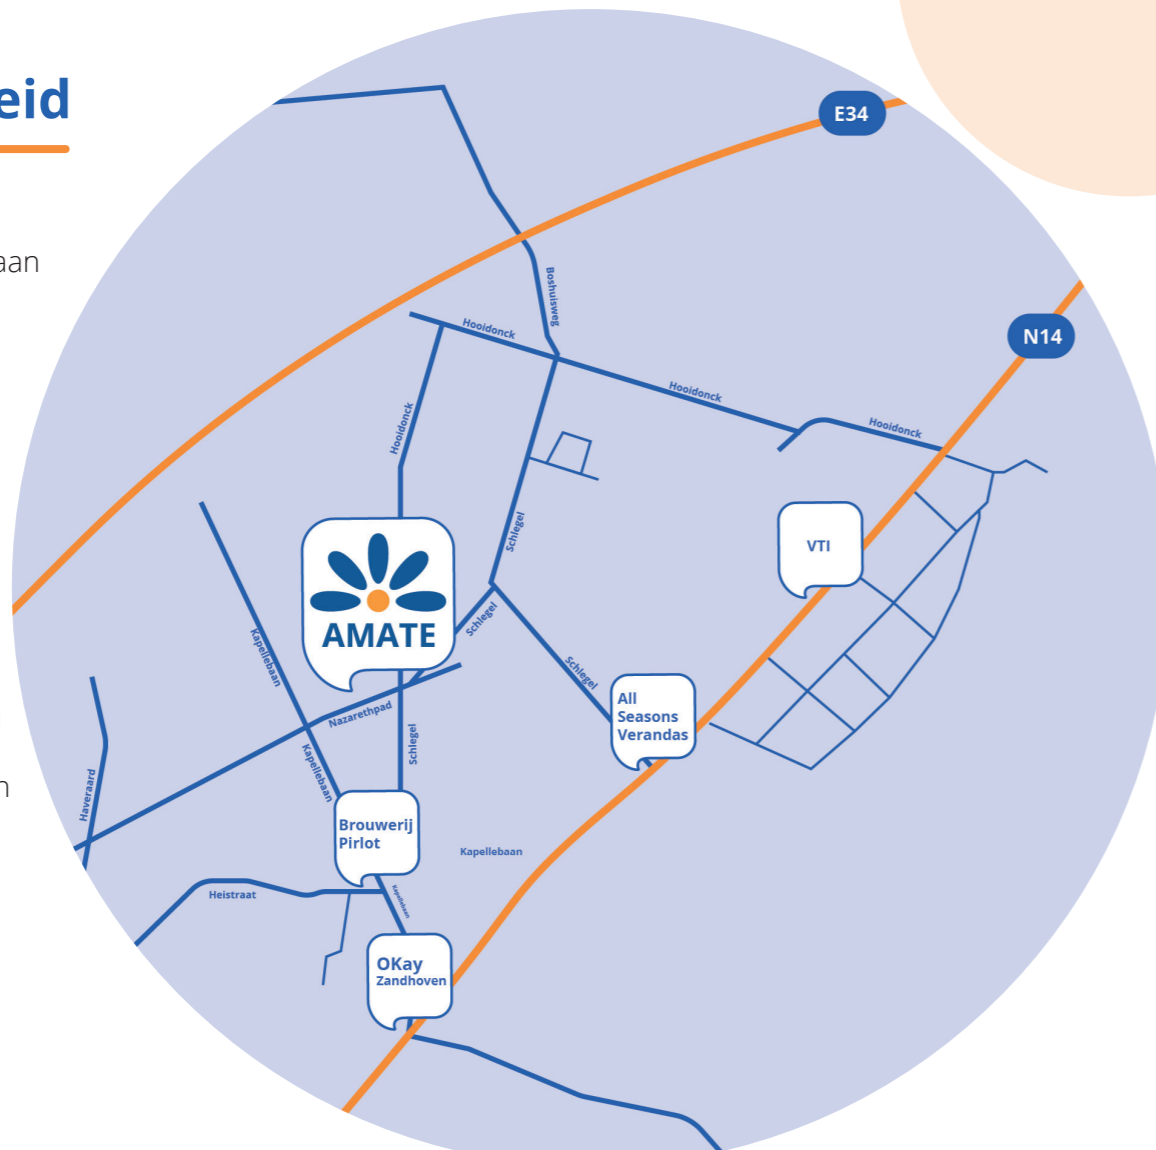 eid
aan
n
E34
N14
Boshuisweg
Hooidonck
Hooidonck
Hooidonck
Hooidonck
Schlegel
VTI
AMATE
Schlegel
Kapellebaan
Schlegel
Nazarethpad
Schlegel
All
Seasons
Verandas
Kapellebaan
Haveraard
Brouwerij
Pirlot
Kapellebaan
Heistraat
Kapellebaan
OKay
Zandhoven